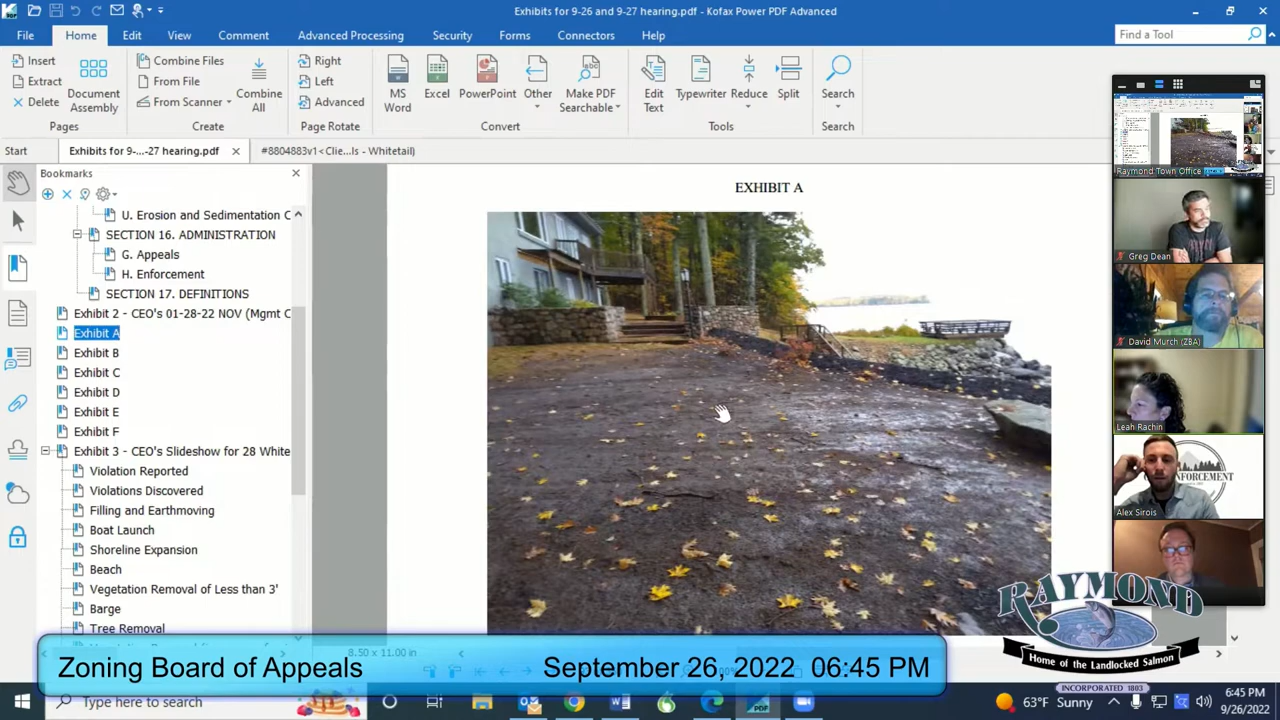 Exhibits for 9-26 and 9-27 hearing.pdf - Kofax Power PDF Advanced
File Home Edit View Comment Advanced Processing Security Forms Connectors Help
Find a Tool
Insert
Extract
Delete
Pages
Document Assembly
Combine Files
From File
From Scanner
Combine All
Create
Right
Left
Advanced
Page Rotate
MS Word
Excel
PowerPoint
Other
Make PDF Searchable
Convert
Edit Text
Typewriter
Reduce
Split
Tools
Search
Search
Start
Exhibits for 9-...-27 hearing.pdf
#8804883v1<Clie...ls - Whitetail
Bookmarks
U. Erosion and Sedimentation C
SECTION 16. ADMINISTRATION
G. Appeals
H. Enforcement
SECTION 17. DEFINITIONS
Exhibit 2 - CEO's 01-28-22 NOV (Mgmt C
Exhibit A
Exhibit B
Exhibit C
Exhibit D
Exhibit E
Exhibit F
Exhibit 3 - CEO's Slideshow for 28 White
Violation Reported
Violations Discovered
Filling and Earthmoving
Boat Launch
Shoreline Expansion
Beach
Vegetation Removal of Less than 3'
Barge
Tree Removal
EXHIBIT A
8.50 x 11.00 in
Raymond Town Office
Greg Dean
David Murch (ZBA)
Leah Rachin
Alex Sirois
RAYMOND
Home of the Landlocked Salmon
INCORPORATED 1803
Zoning Board of Appeals September 26, 2022 06:45 PM
Type here to search
63°F Sunny
6:45 PM
9/26/2022